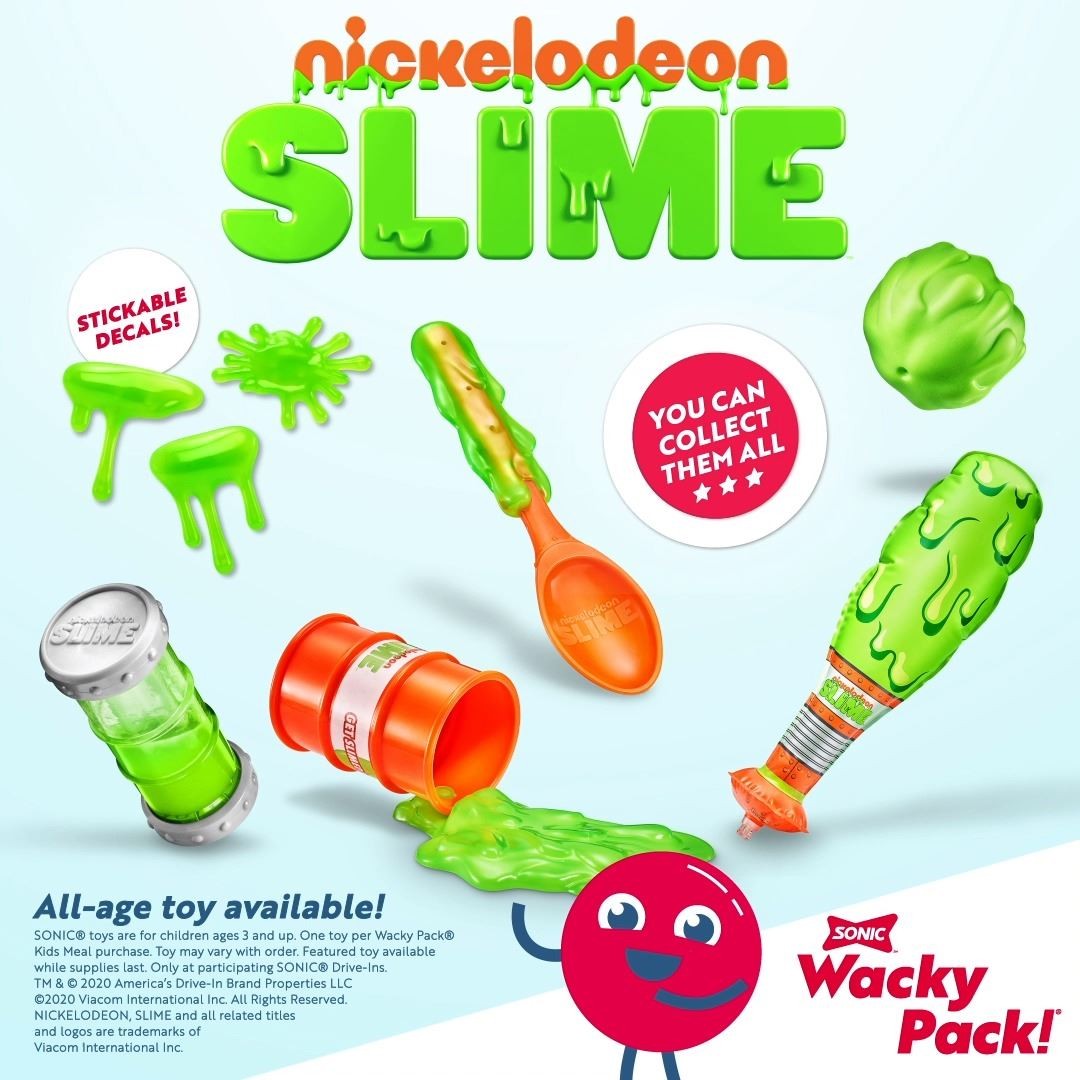 nickelodeon
SLIME
STICKABLE
DECALS!
YOU CAN
COLLECT
THEM ALL
nickelodeon
SLIME
nickelodeon
SLIME
nickelodeon
SLIME
GET SLIMED
nickelodeon
SLIME
All-age toy available!
SONIC® toys are for children ages 3 and up. One toy per Wacky Pack®
Kids Meal purchase. Toy may vary with order. Featured toy available
while supplies last. Only at participating SONIC® Drive-Ins.
TM & © 2020 America's Drive-In Brand Properties LLC
©2020 Viacom International Inc. All Rights Reserved.
NICKELODEON, SLIME and all related titles
and logos are trademarks of
Viacom International Inc.
SONIC
Wacky
Pack!®